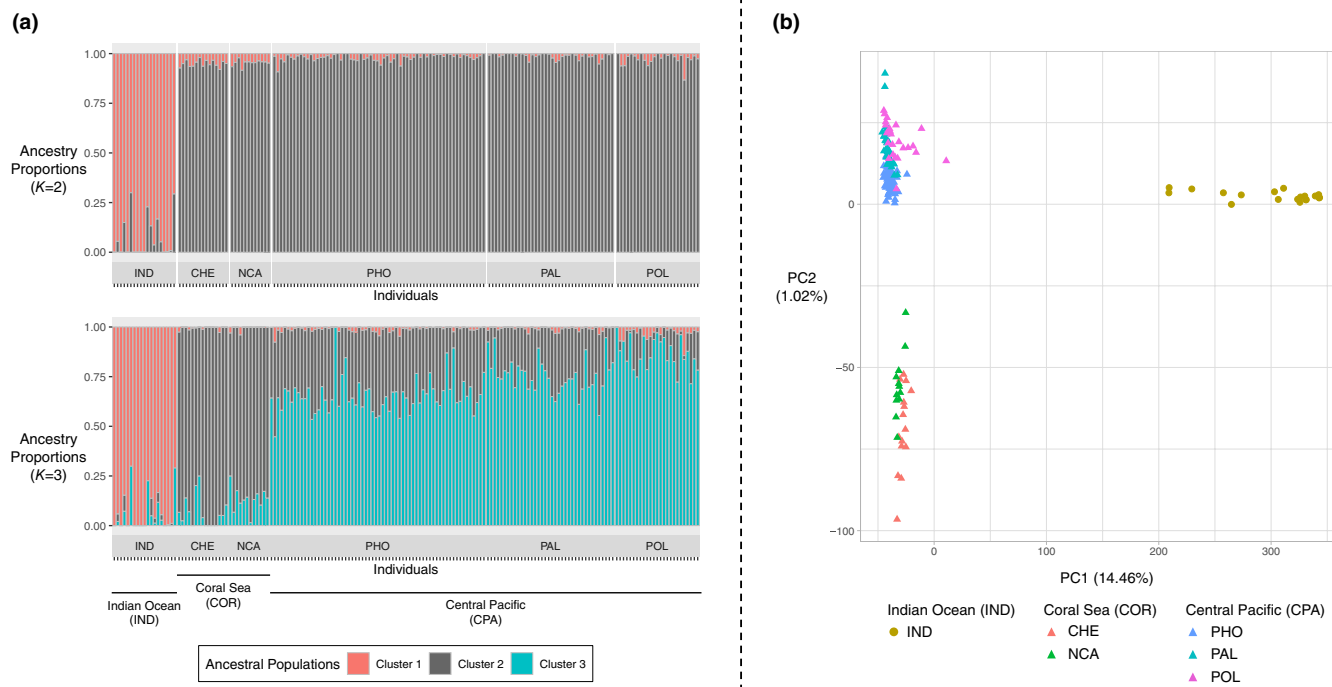 (a)
1.00
0.75
0.50
0.25
0.00
Ancestry
Proportions
(K=2)
IND CHE NCA PHO PAL POL
Individuals
1.00
0.75
0.50
0.25
0.00
Ancestry
Proportions
(K=3)
IND CHE NCA PHO PAL POL
Individuals
Indian Ocean
(IND)
Coral Sea
(COR)
Central Pacific
(CPA)
Ancestral Populations Cluster 1 Cluster 2 Cluster 3
(b)
PC2
(1.02%)
0
−50
−100
0 100 200 300
PC1 (14.46%)
Indian Ocean (IND) Coral Sea (COR) Central Pacific (CPA)
IND CHE PHO
NCA PAL
POL